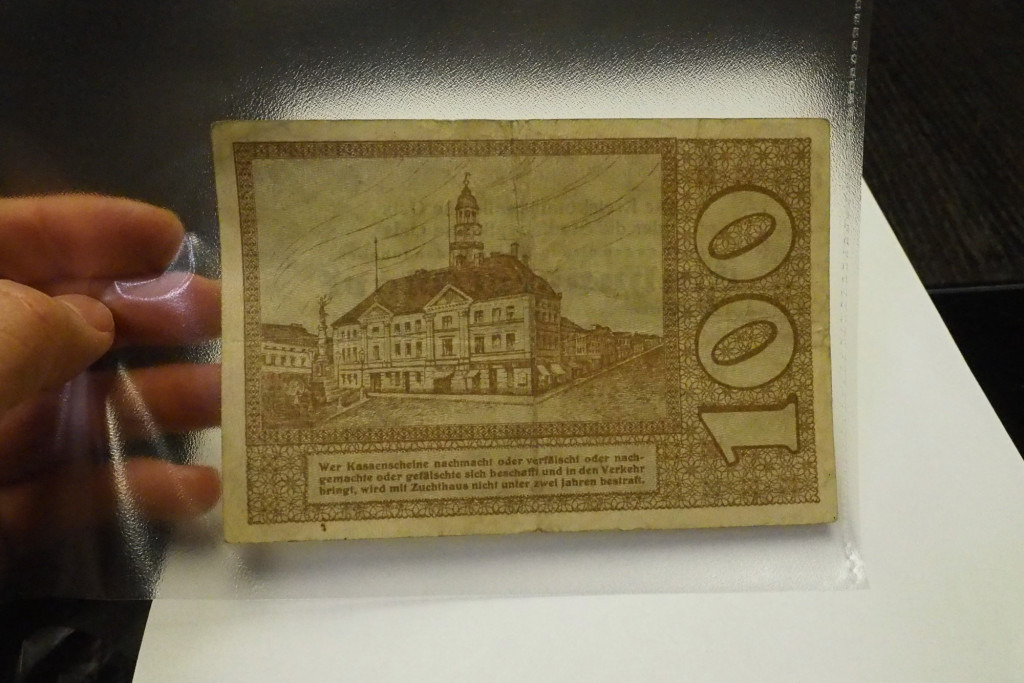 Wer Kassenscheine nachmacht oder verfälscht oder nach-
gemachte oder gefälschte sich beschafft und in den Verkehr
bringt, wird mit Zuchthaus nicht unter zwei Jahren bestraft.
100